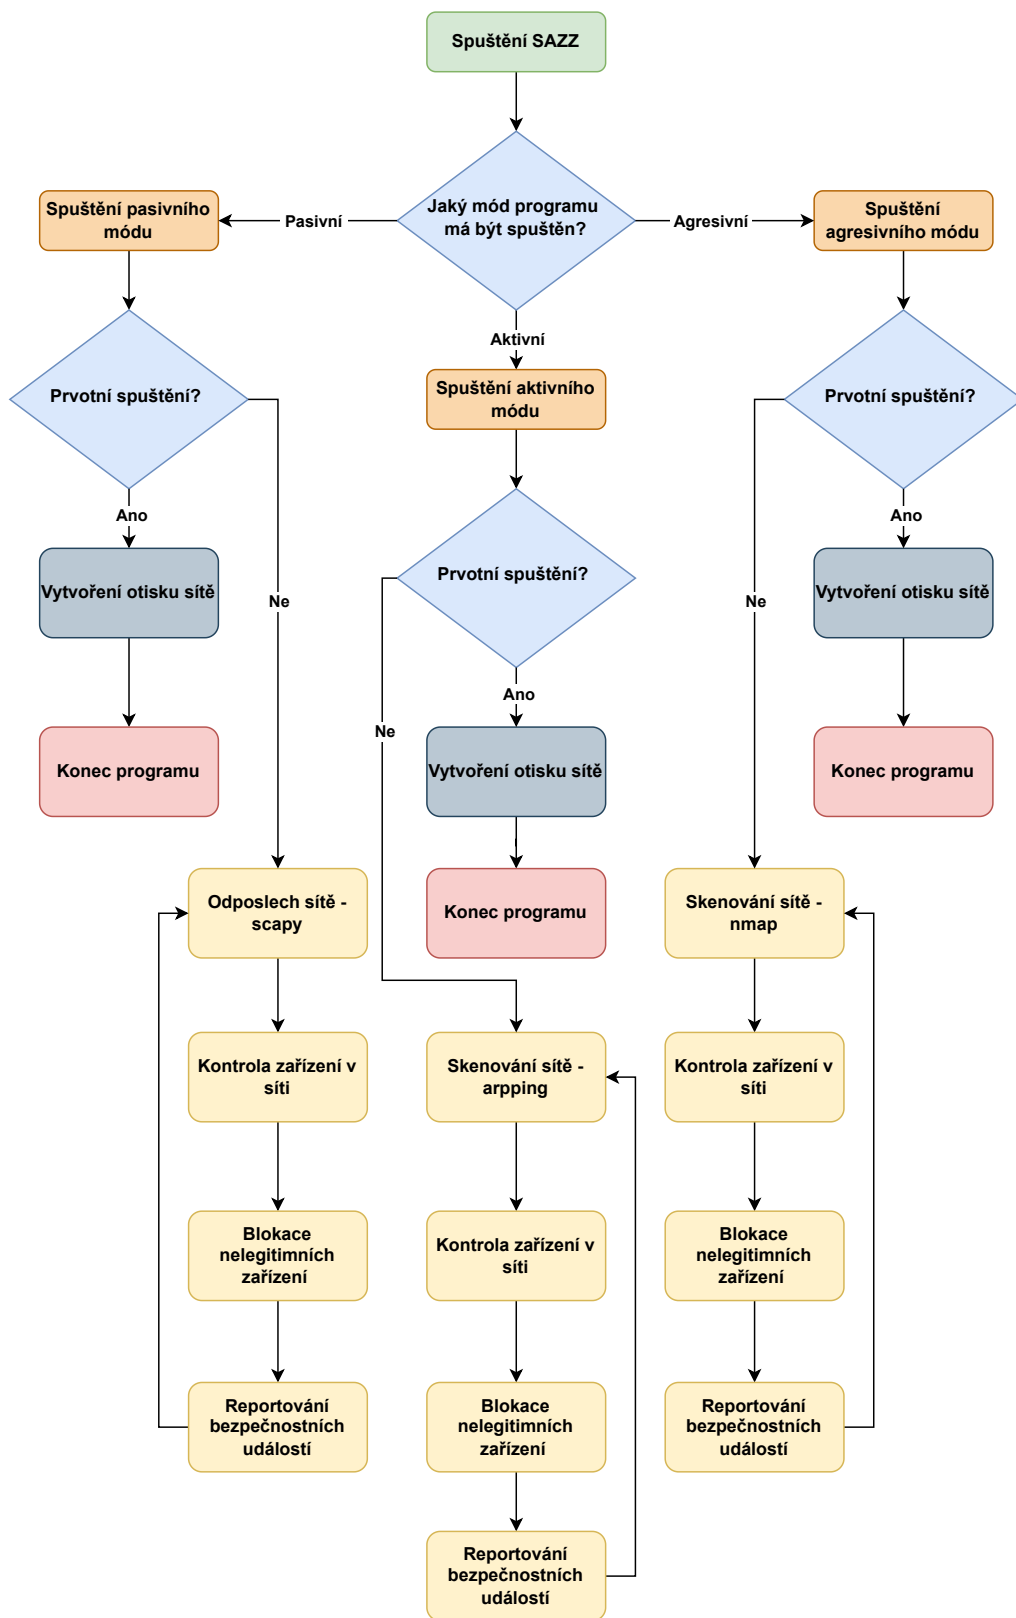 Spuštění SAZZ
Jaký mód programu
má být spuštěn?
Pasivní
Agresivní
Aktivní
Spuštění pasivního
módu
Spuštění
agresivního módu
Spuštění aktivního
módu
Prvotní spuštění?
Prvotní spuštění?
Prvotní spuštění?
Ano
Ano
Ano
Ne
Ne
Ne
Vytvoření otisku sítě
Vytvoření otisku sítě
Vytvoření otisku sítě
Konec programu
Konec programu
Konec programu
Odposlech sítě -
scapy
Kontrola zařízení v
síti
Blokace
nelegitimních
zařízení
Reportování
bezpečnostních
událostí
Skenování sítě -
arpping
Kontrola zařízení v
síti
Blokace
nelegitimních
zařízení
Reportování
bezpečnostních
událostí
Skenování sítě -
nmap
Kontrola zařízení v
síti
Blokace
nelegitimních
zařízení
Reportování
bezpečnostních
událostí